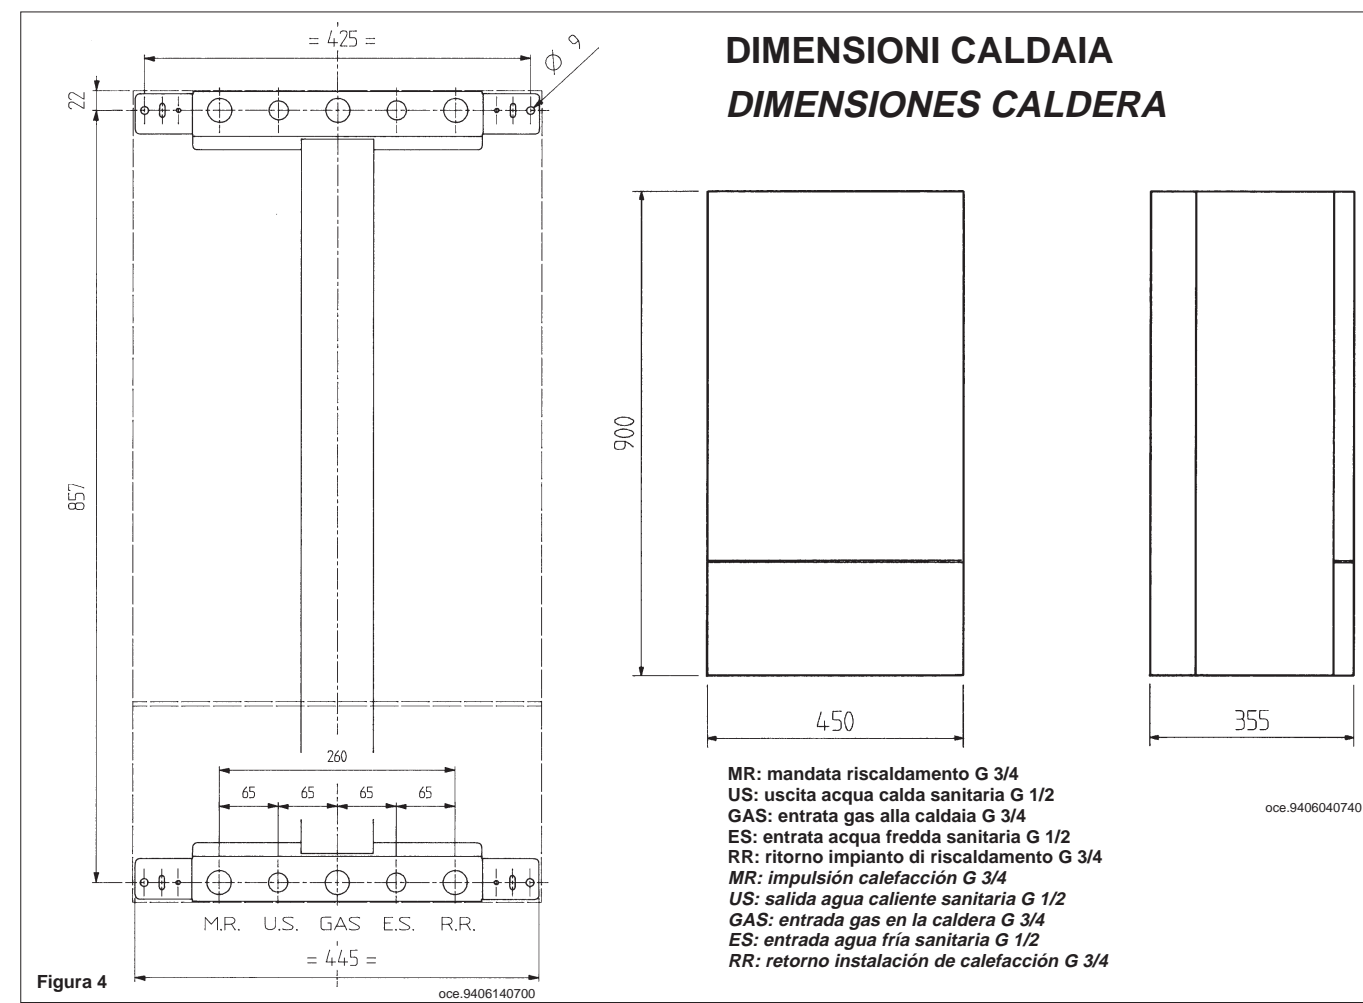 = 425 =
Ø 9
22
857
260
65 65 65 65
M.R. U.S. GAS E.S. R.R.
= 445 =
Figura 4
oce.9406140700
DIMENSIONI CALDAIA
DIMENSIONES CALDERA
900
450
355
MR: mandata riscaldamento G 3/4
US: uscita acqua calda sanitaria G 1/2
GAS: entrata gas alla caldaia G 3/4
ES: entrata acqua fredda sanitaria G 1/2
RR: ritorno impianto di riscaldamento G 3/4
MR: impulsión calefacción G 3/4
US: salida agua caliente sanitaria G 1/2
GAS: entrada gas en la caldera G 3/4
ES: entrada agua fría sanitaria G 1/2
RR: retorno instalación de calefacción G 3/4
oce.9406040740